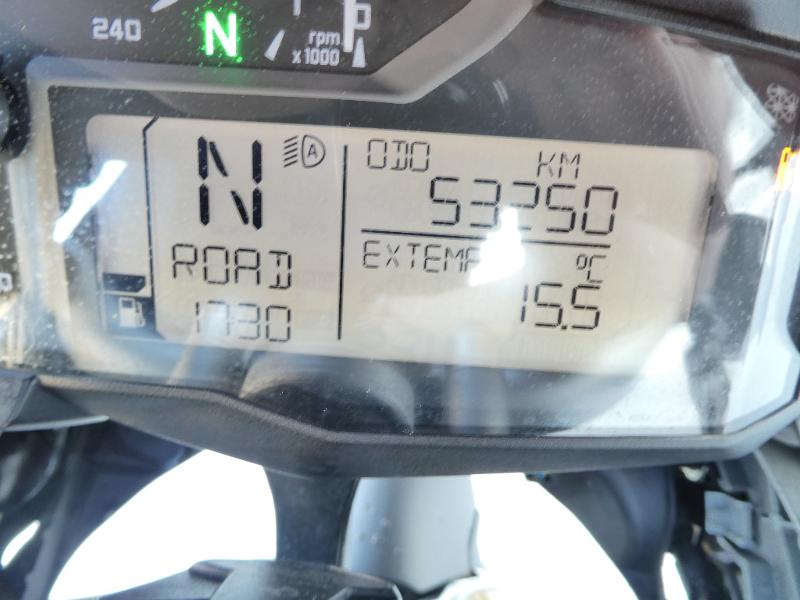 240
N
rpm
x1000
N
A
ODO KM
53250
EXTEMP °C
15.5
ROAD
1730